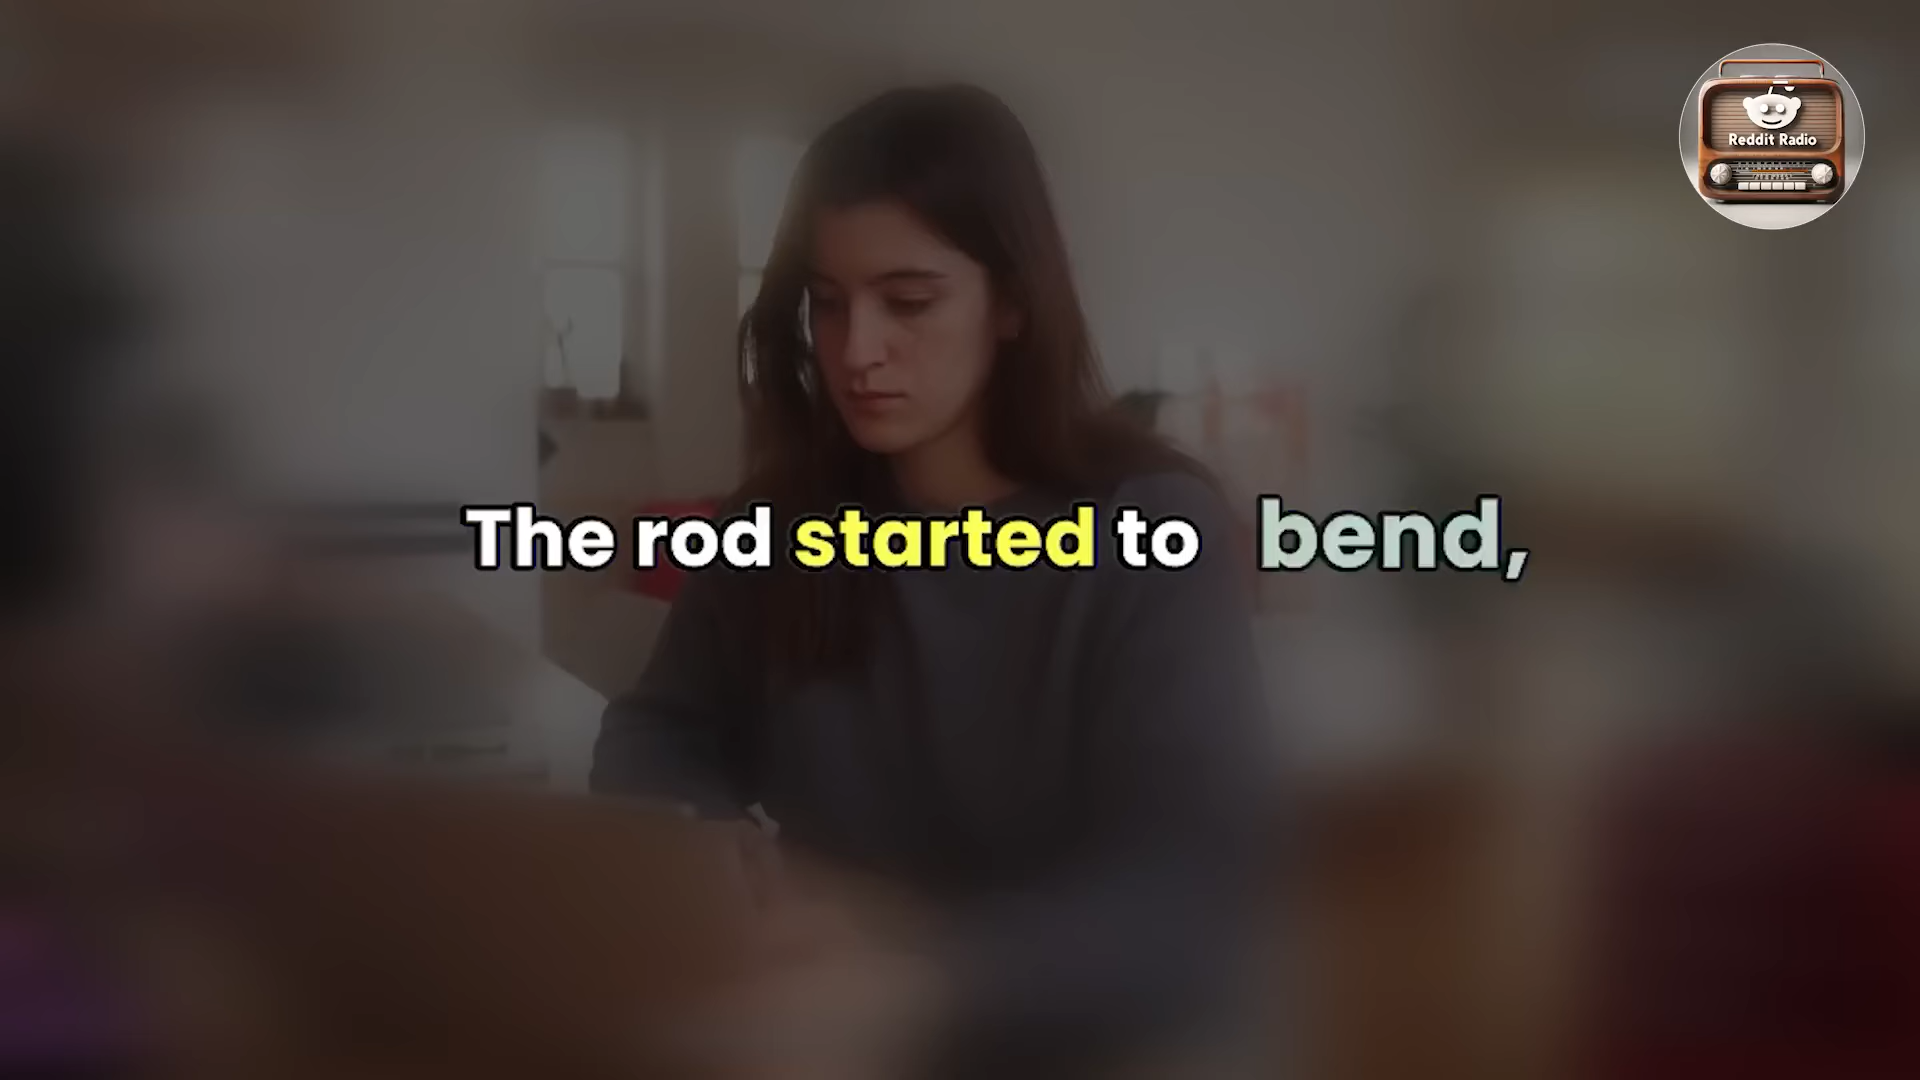 Reddit Radio
The rod started to bend,